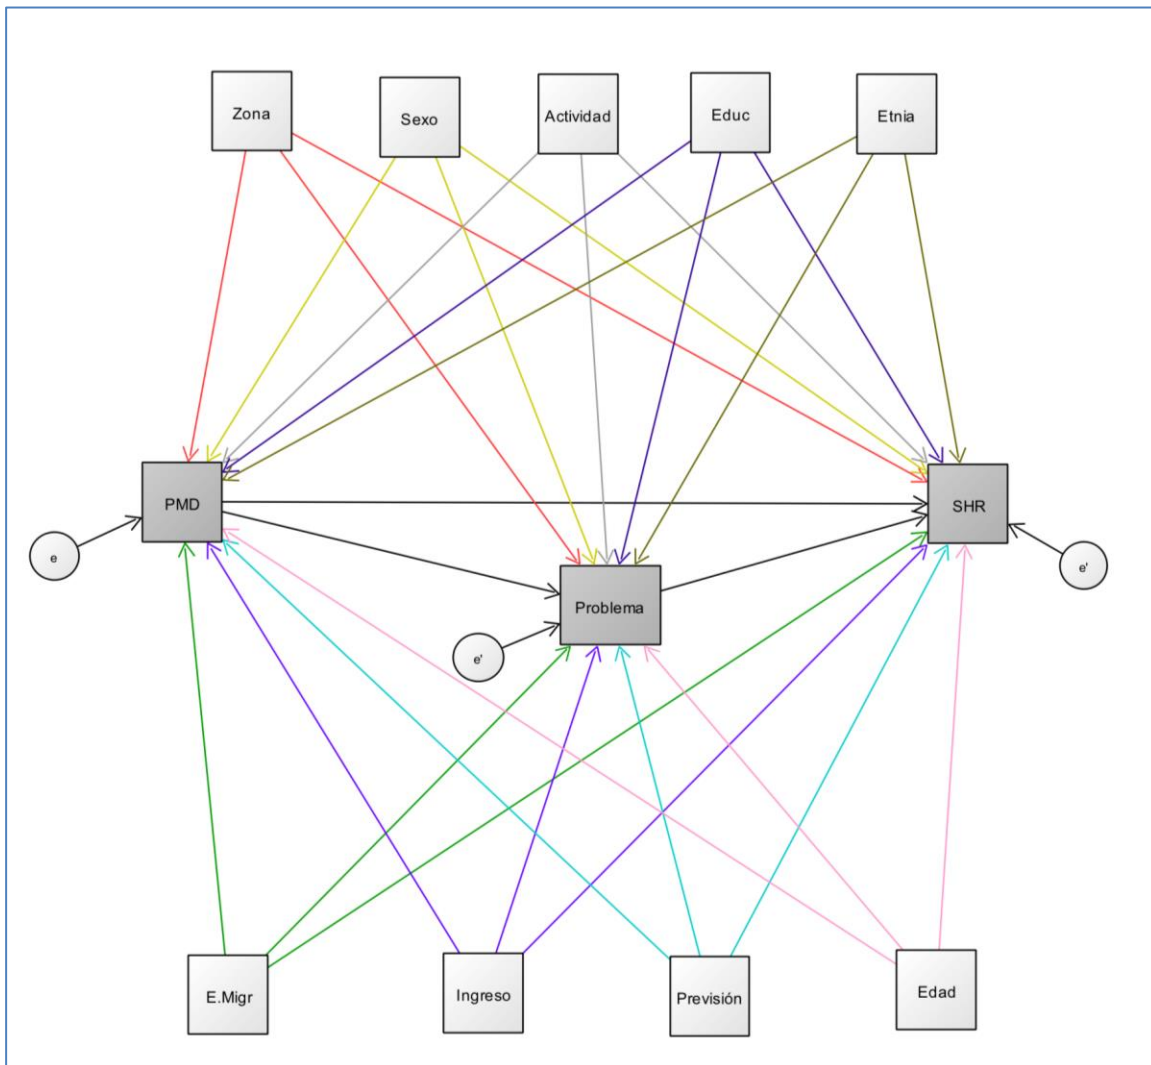 Zona
Sexo
Actividad
Educ
Etnia
PMD
SHR
e
e'
Problema
e'
E.Migr
Ingreso
Previsión
Edad